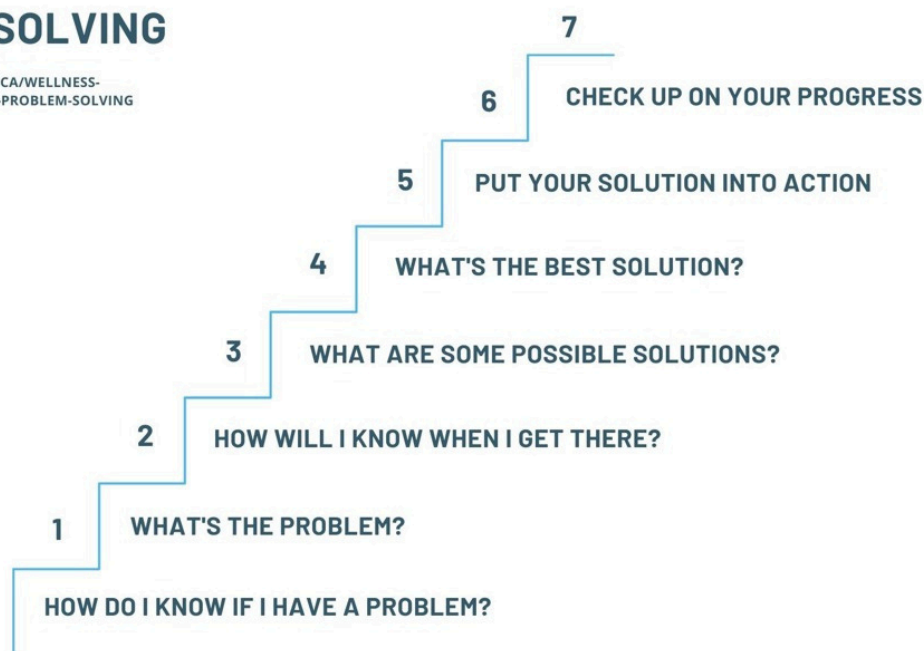 SOLVING
CA/WELLNESS-
-PROBLEM-SOLVING
7
CHECK UP ON YOUR PROGRESS
6
PUT YOUR SOLUTION INTO ACTION
5
WHAT'S THE BEST SOLUTION?
4
WHAT ARE SOME POSSIBLE SOLUTIONS?
3
HOW WILL I KNOW WHEN I GET THERE?
2
WHAT'S THE PROBLEM?
1
HOW DO I KNOW IF I HAVE A PROBLEM?